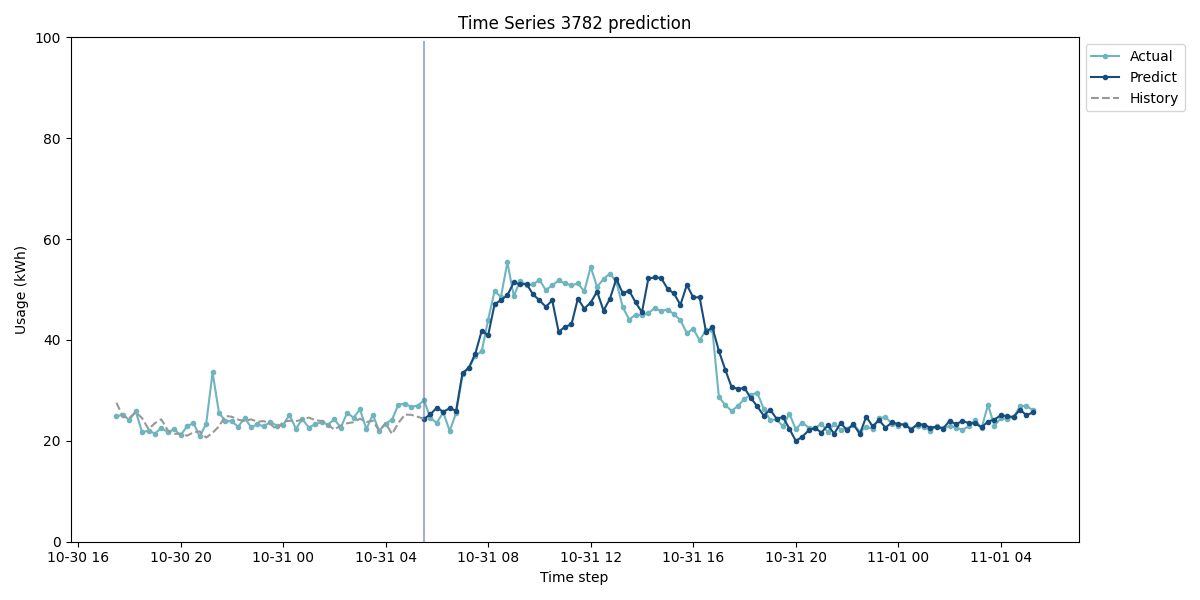 Time Series 3782 prediction
Usage (kWh)
100
80
60
40
20
0
10-30 16
10-30 20
10-31 00
10-31 04
10-31 08
10-31 12
10-31 16
10-31 20
11-01 00
11-01 04
Time step
Actual
Predict
History